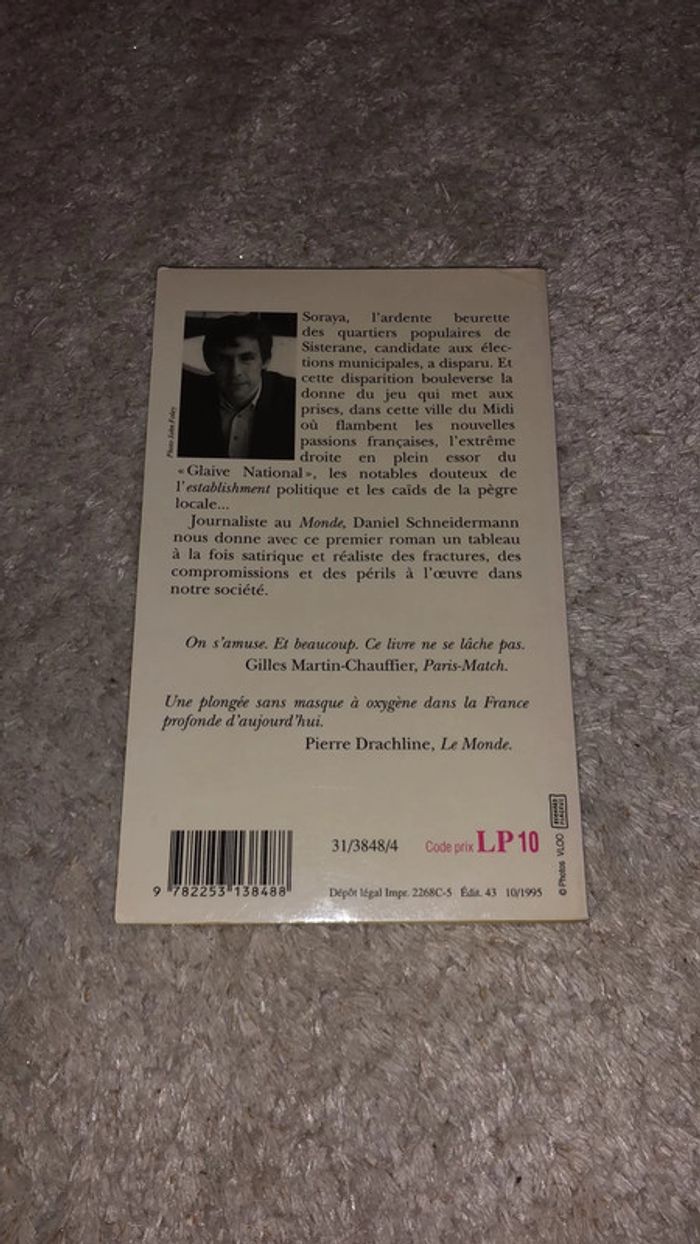 Soraya, l'ardente beurette
des quartiers populaires de
Sisterane, candidate aux élec-
tions municipales, a disparu. Et
cette disparition bouleverse la
donne du jeu qui met aux
prises, dans cette ville du Midi
où flambent les nouvelles
passions françaises, l'extrême
droite en plein essor du
« Glaive National », les notables douteux de
l'establishment politique et les caïds de la pègre
locale...
Journaliste au Monde, Daniel Schneidermann
nous donne avec ce premier roman un tableau
à la fois satirique et réaliste des fractures, des
compromissions et des périls à l'œuvre dans
notre société.
Photo John Foley
On s'amuse. Et beaucoup. Ce livre ne se lâche pas.
Gilles Martin-Chauffier, Paris-Match.
Une plongée sans masque à oxygène dans la France
profonde d'aujourd'hui.
Pierre Drachline, Le Monde.
31/3848/4
Code prix LP 10
9 782253 138488
Dépôt légal Impr. 2268C-5 Édit. 43 10/1995
© Photos VLOO